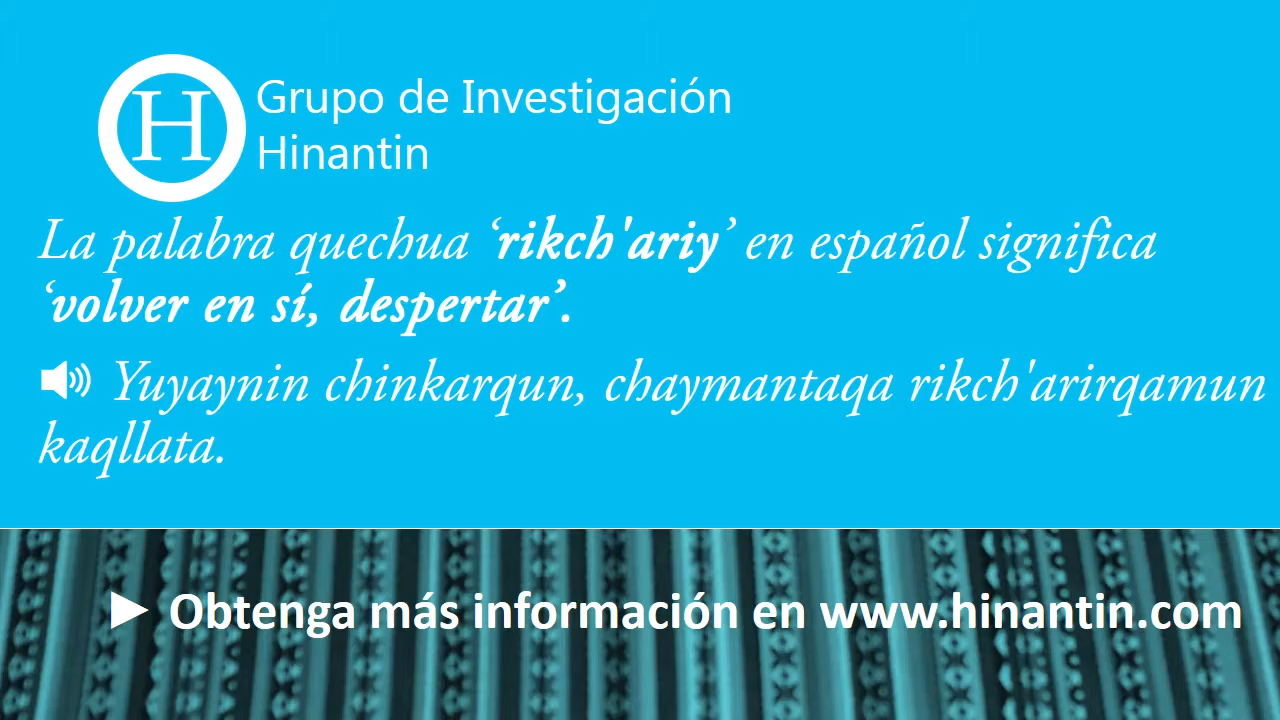 H
Grupo de Investigación
Hinantin
La palabra quechua ‘rikch'ariy’ en español significa
‘volver en sí, despertar’.
Yuyaynin chinkarqun, chaymantaqa rikch'arirqamun
kaqllata.
► Obtenga más información en www.hinantin.com